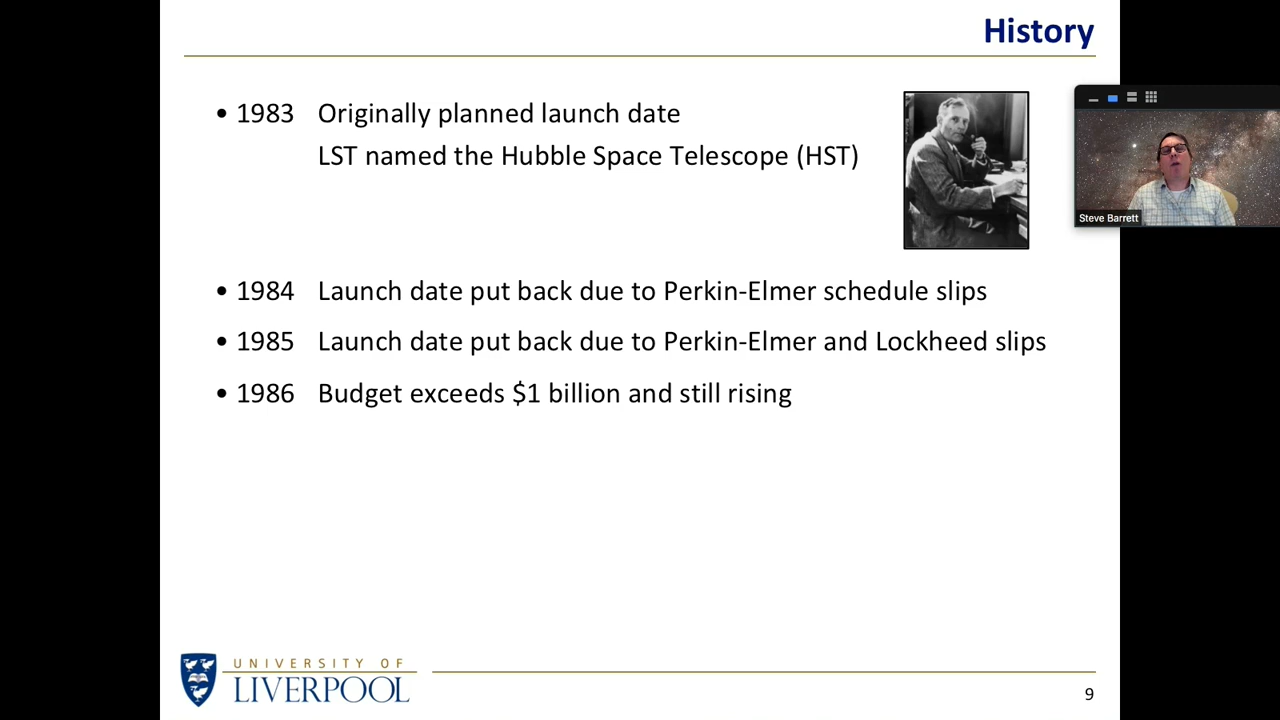 History
• 1983 Originally planned launch date
LST named the Hubble Space Telescope (HST)
Steve Barrett
• 1984 Launch date put back due to Perkin-Elmer schedule slips
• 1985 Launch date put back due to Perkin-Elmer and Lockheed slips
• 1986 Budget exceeds $1 billion and still rising
UNIVERSITY OF
LIVERPOOL
9